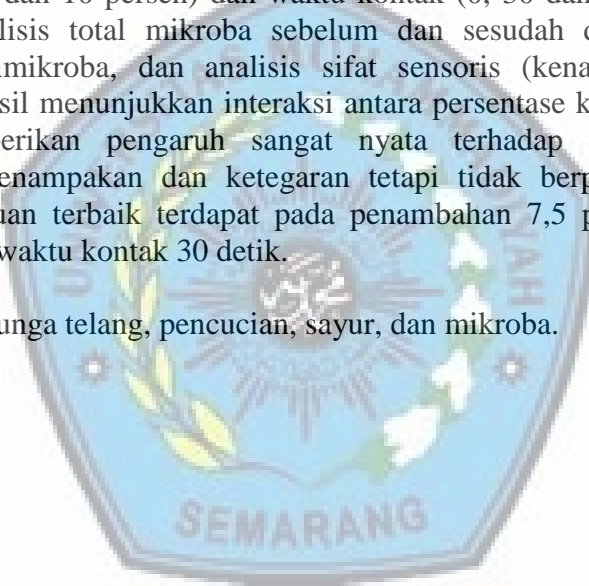 dan 10 persen) dan waktu kontak (0, 30 dan
lisis total mikroba sebelum dan sesudah d
imikroba, dan analisis sifat sensoris (kena
sil menunjukkan interaksi antara persentase k
erikan pengaruh sangat nyata terhadap
enampakan dan ketegaran tetapi tidak berp
uan terbaik terdapat pada penambahan 7,5 p
waktu kontak 30 detik.
unga telang, pencucian, sayur, dan mikroba.
SEMARANG